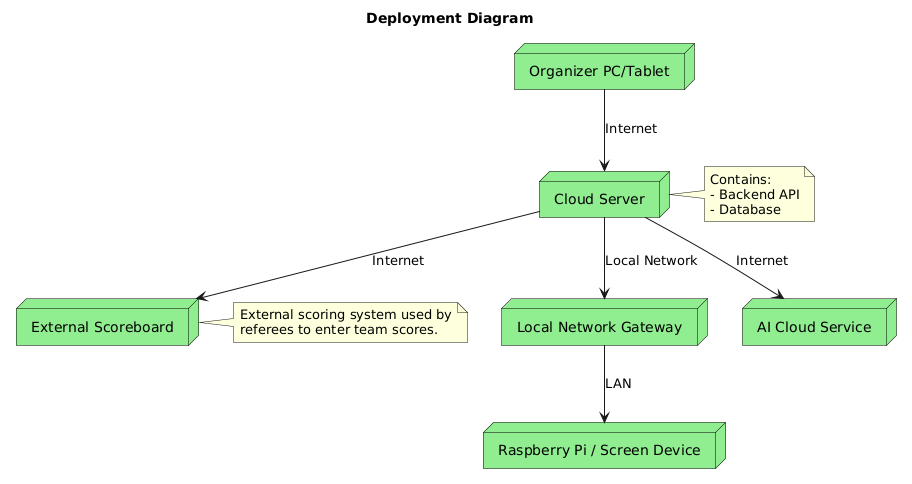 Deployment Diagram
Organizer PC/Tablet
Internet
Cloud Server
Contains:
- Backend API
- Database
Internet
Local Network
Internet
External Scoreboard
External scoring system used by
referees to enter team scores.
Local Network Gateway
AI Cloud Service
LAN
Raspberry Pi / Screen Device